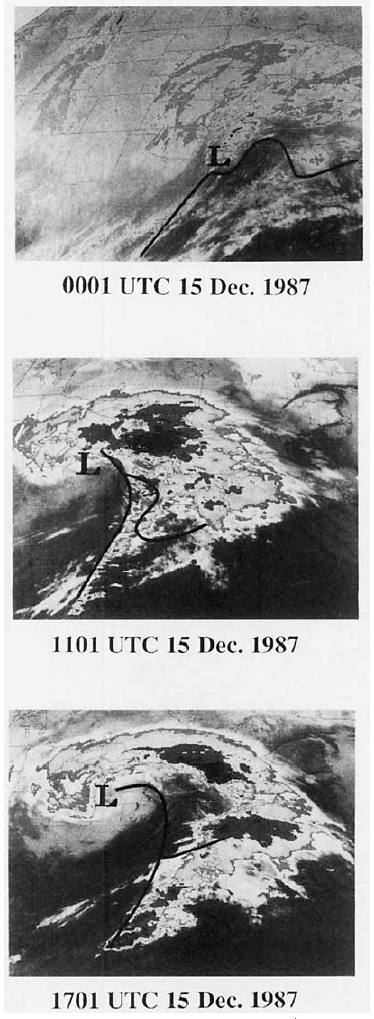 L
0001 UTC 15 Dec. 1987
L
1101 UTC 15 Dec. 1987
L
1701 UTC 15 Dec. 1987